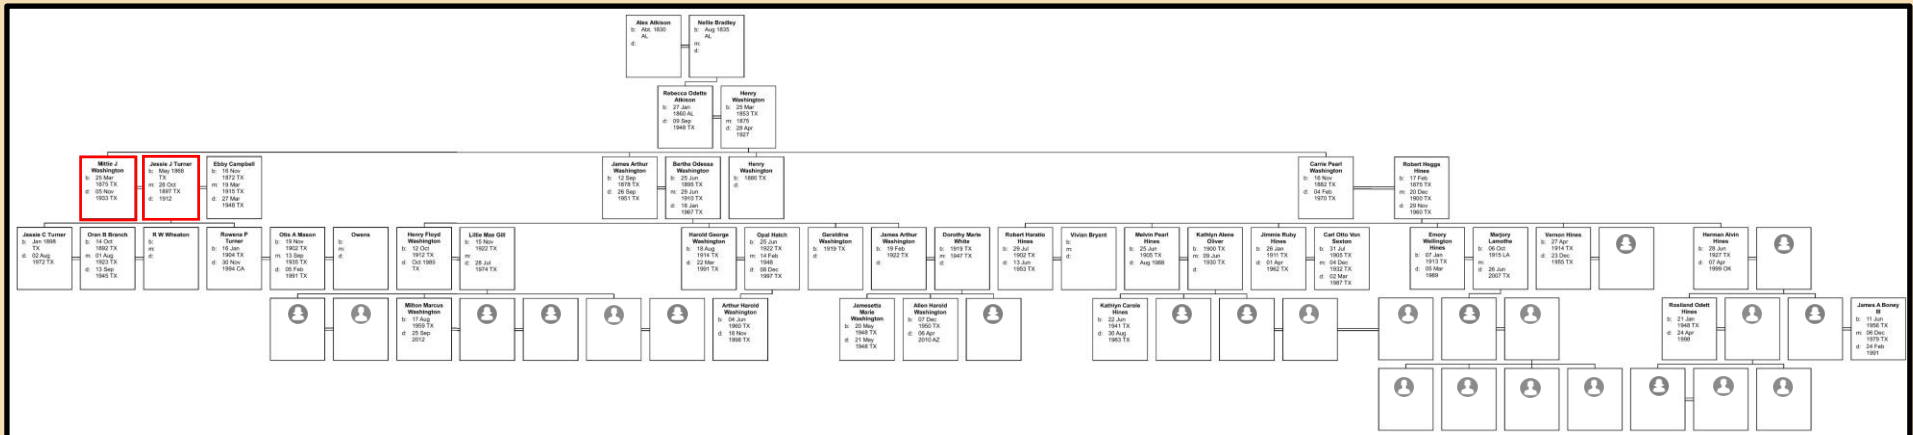 Alex Atkison
b: Abt. 1830
AL
d:
Nellie Bradley
b: Aug 1835
AL
m:
d:
Rebecca Odette
Atkison
b: 27 Jan
1860 AL
d: 09 Sep
1948 TX
Henry
Washington
b: 25 Mar
1853 TX
m: 1875
d: 28 Apr
1927
Mittie J
Washington
b: 25 Mar
1875 TX
d: 05 Nov
1933 TX
Jessie J Turner
b: May 1868
TX
m: 28 Oct
1897 TX
d: 1912
Ebby Campbell
b: 16 Nov
1872 TX
m: 19 Mar
1915 TX
d: 27 Mar
1948 TX
James Arthur
Washington
b: 12 Sep
1878 TX
d: 26 Sep
1951 TX
Bertha Odessa
Washington
b: 25 Jun
1895 TX
m: 29 Jun
1910 TX
d: 18 Jan
1967 TX
Henry
Washington
b: 1880 TX
d:
Carrie Pearl
Washington
b: 16 Nov
1882 TX
d: 04 Feb
1970 TX
Robert Heggs
Hines
b: 17 Feb
1875 TX
m: 20 Dec
1900 TX
d: 29 Nov
1960 TX
Jessie C Turner
b: Jan 1898
TX
d: 02 Aug
1972 TX
Oran B Branch
b: 14 Oct
1892 TX
m: 01 Aug
1923 TX
d: 13 Sep
1945 TX
R W Wheaton
b:
m:
d:
Rowena P
Turner
b: 16 Jan
1904 TX
d: 30 Nov
1994 CA
Otis A Mason
b: 19 Nov
1902 TX
m: 13 Sep
1935 TX
d: 05 Feb
1991 TX
Owens
b:
m:
d:
Henry Floyd
Washington
b: 12 Oct
1912 TX
d: Oct 1985
TX
Lillie Mae Gill
b: 15 Nov
1922 TX
m:
d: 28 Jul
1974 TX
Harold George
Washington
b: 18 Aug
1914 TX
d: 22 Mar
1991 TX
Opal Hatch
b: 25 Jun
1922 TX
m: 14 Feb
1948
d: 08 Dec
1997 TX
Geraldine
Washington
b: 1919 TX
d:
James Arthur
Washington
b: 19 Feb
1922 TX
d:
Dorothy Marie
White
b: 1919 TX
m: 1947 TX
d:
Robert Haratio
Hines
b: 29 Jul
1902 TX
d: 13 Jun
1953 TX
Vivian Bryant
b:
m:
d:
Melvin Pearl
Hines
b: 25 Jun
1905 TX
d: Aug 1988
Kathlyn Alene
Oliver
b: 1900 TX
m: 09 Jun
1930 TX
d:
Jimmie Ruby
Hines
b: 26 Jan
1911 TX
d: 01 Apr
1962 TX
Carl Otto Von
Sexton
b: 31 Jul
1905 TX
m: 04 Dec
1932 TX
d: 02 Mar
1987 TX
Emory
Wellington
Hines
b: 07 Jan
1913 TX
d: 05 Mar
1989
Marjory
Lamothe
b: 06 Oct
1915 LA
m:
d: 26 Jun
2007 TX
Vernon Hines
b: 27 Apr
1914 TX
d: 23 Dec
1955 TX
Herman Alvin
Hines
b: 28 Jun
1927 TX
d: 07 Apr
1999 OK
Milton Marcus
Washington
b: 17 Aug
1959 TX
d: 25 Sep
2012
Arthur Harold
Washington
b: 04 Jun
1960 TX
d: 16 Nov
1998 TX
Jamesetta
Marie
Washington
b: 20 May
1948 TX
d: 21 May
1948 TX
Allen Harold
Washington
b: 07 Dec
1950 TX
d: 06 Apr
2010 AZ
Kathlyn Carole
Hines
b: 22 Jun
1941 TX
d: 30 Aug
1983 TX
Rosiland Odett
Hines
b: 21 Jan
1948 TX
d: 24 Apr
1998
James A Boney
III
b: 11 Jun
1956 TX
m: 06 Dec
1979 TX
d: 24 Feb
1991